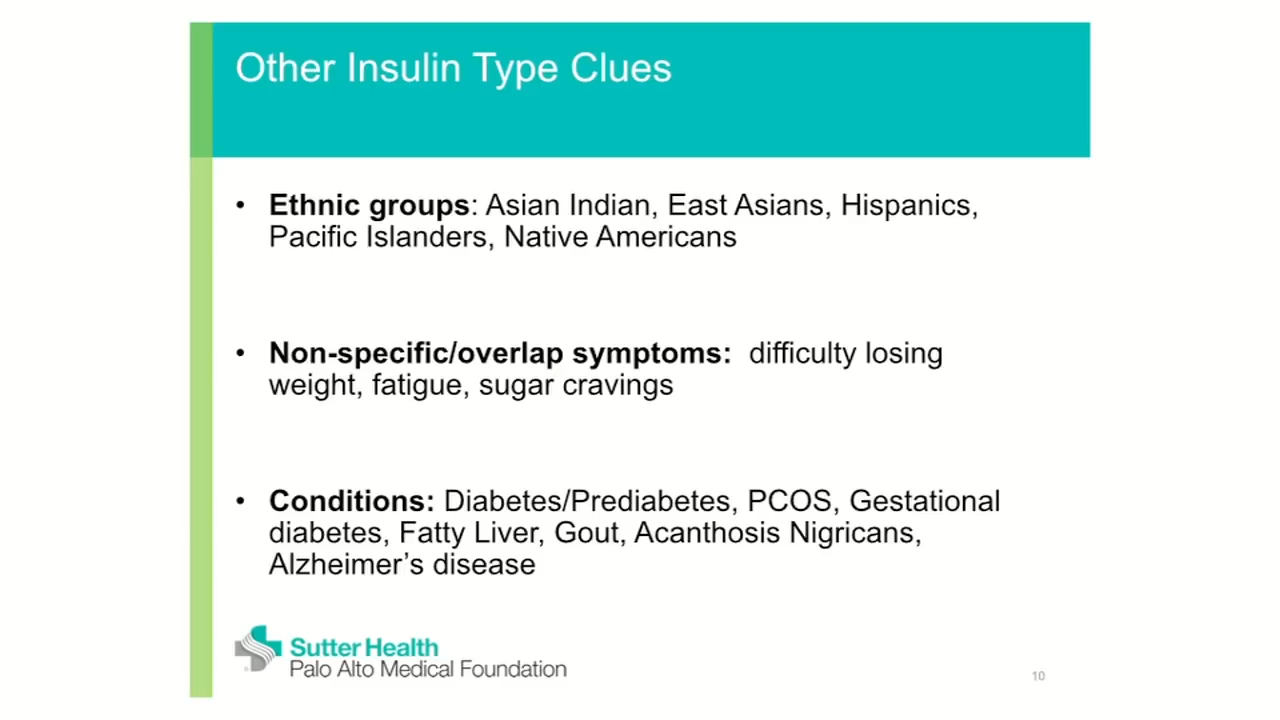 Other Insulin Type Clues
• Ethnic groups: Asian Indian, East Asians, Hispanics,
Pacific Islanders, Native Americans
• Non-specific/overlap symptoms:  difficulty losing
weight, fatigue, sugar cravings
• Conditions: Diabetes/Prediabetes, PCOS, Gestational
diabetes, Fatty Liver, Gout, Acanthosis Nigricans,
Alzheimer’s disease
Sutter Health
Palo Alto Medical Foundation
10